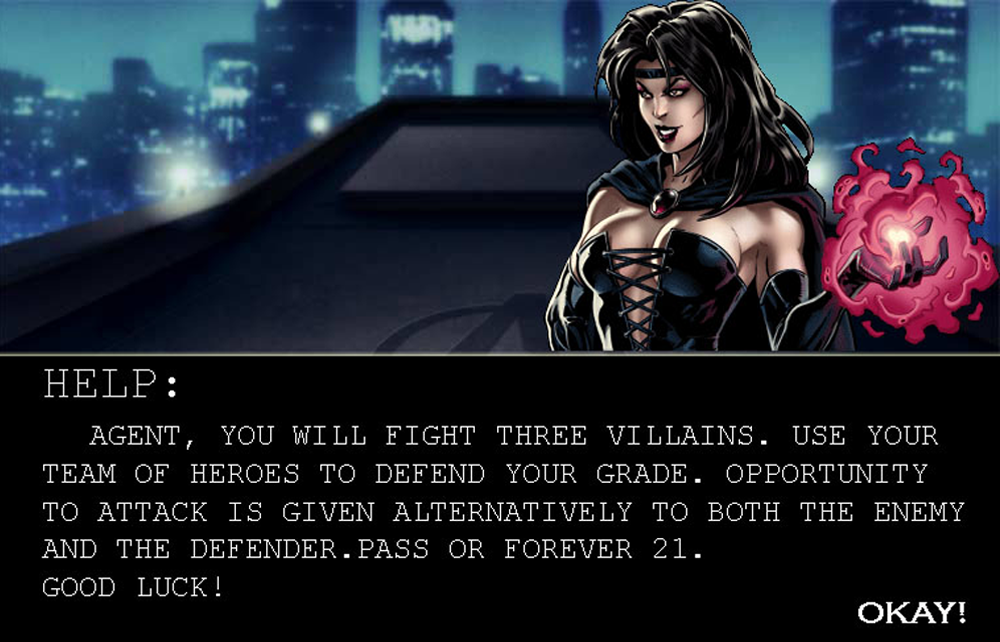 HELP:
AGENT, YOU WILL FIGHT THREE VILLAINS. USE YOUR
TEAM OF HEROES TO DEFEND YOUR GRADE. OPPORTUNITY
TO ATTACK IS GIVEN ALTERNATIVELY TO BOTH THE ENEMY
AND THE DEFENDER.PASS OR FOREVER 21.
GOOD LUCK!
OKAY!